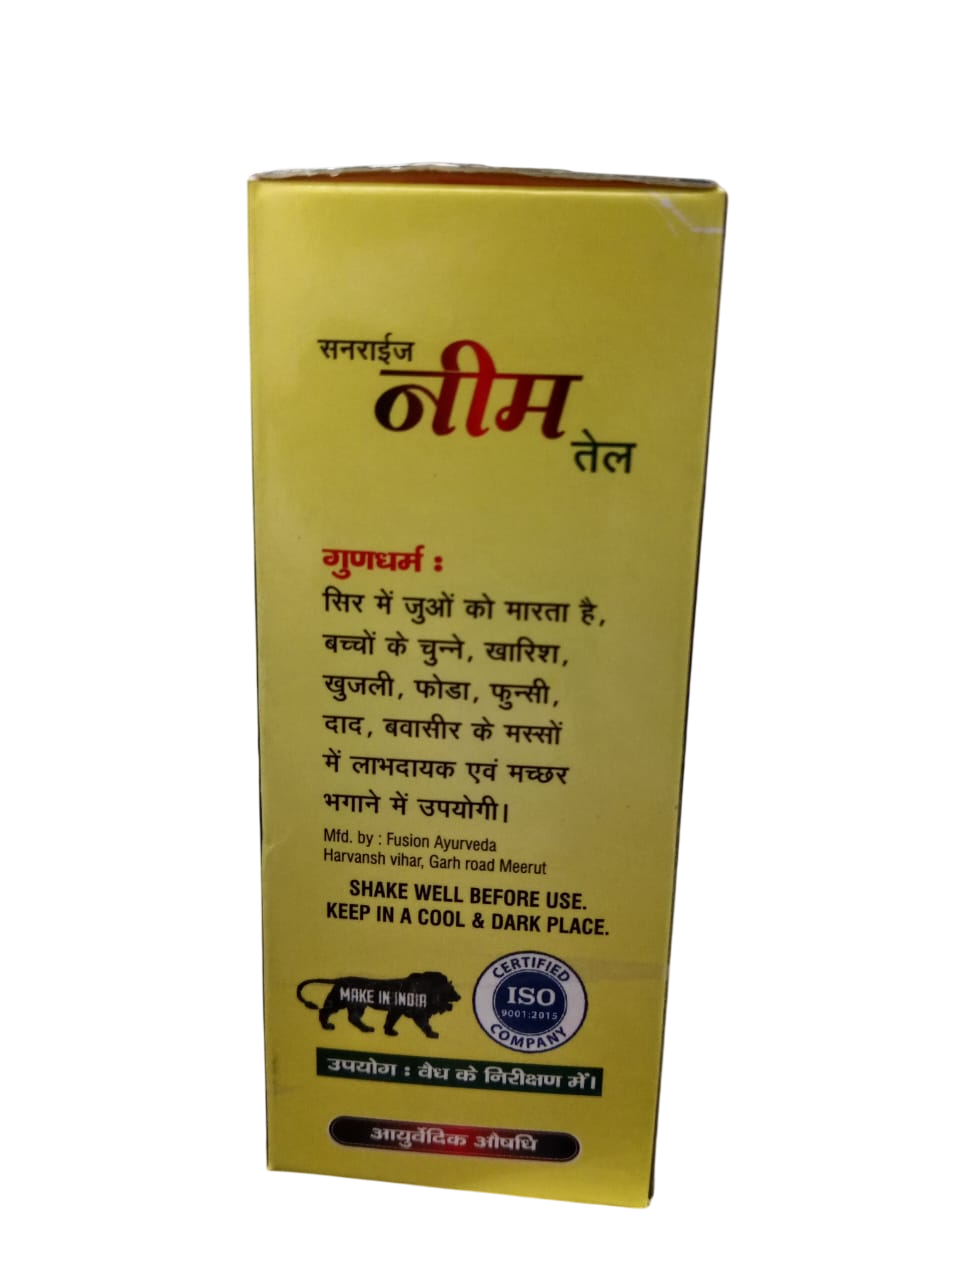 सनराईज
नीम
तेल
गुणधर्म :
सिर में जुओं को मारता है,
बच्चों के चुन्ने, खारिश,
खुजली, फोडा, फुन्सी,
दाद, बवासीर के मस्सों
में लाभदायक एवं मच्छर
भगाने में उपयोगी।
Mfd. by : Fusion Ayurveda
Harvansh vihar, Garh road Meerut
SHAKE WELL BEFORE USE.
KEEP IN A COOL & DARK PLACE.
MAKE IN INDIA
CERTIFIED
ISO
9001:2015
COMPANY
उपयोग : वैध के निरीक्षण में।
आयुर्वेदिक औषधि